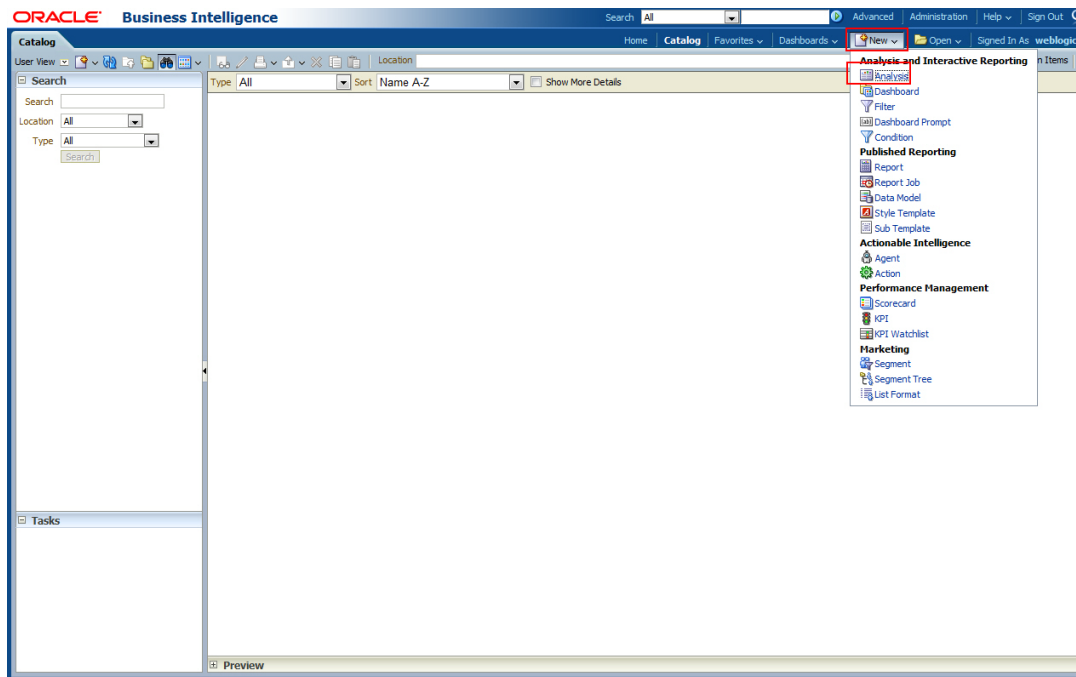 ORACLE Business Intelligence
Search All Advanced Administration Help Sign Out
Catalog
Home Catalog Favorites Dashboards New Open Signed In As weblogic
User View Location
Search
Search
Location All
Type All
Search
Type All Sort Name A-Z Show More Details
n Items
Analysis and Interactive Reporting
Analysis
Dashboard
Filter
Dashboard Prompt
Condition
Published Reporting
Report
Report Job
Data Model
Style Template
Sub Template
Actionable Intelligence
Agent
Action
Performance Management
Scorecard
KPI
KPI Watchlist
Marketing
Segment
Segment Tree
List Format
Tasks
Preview